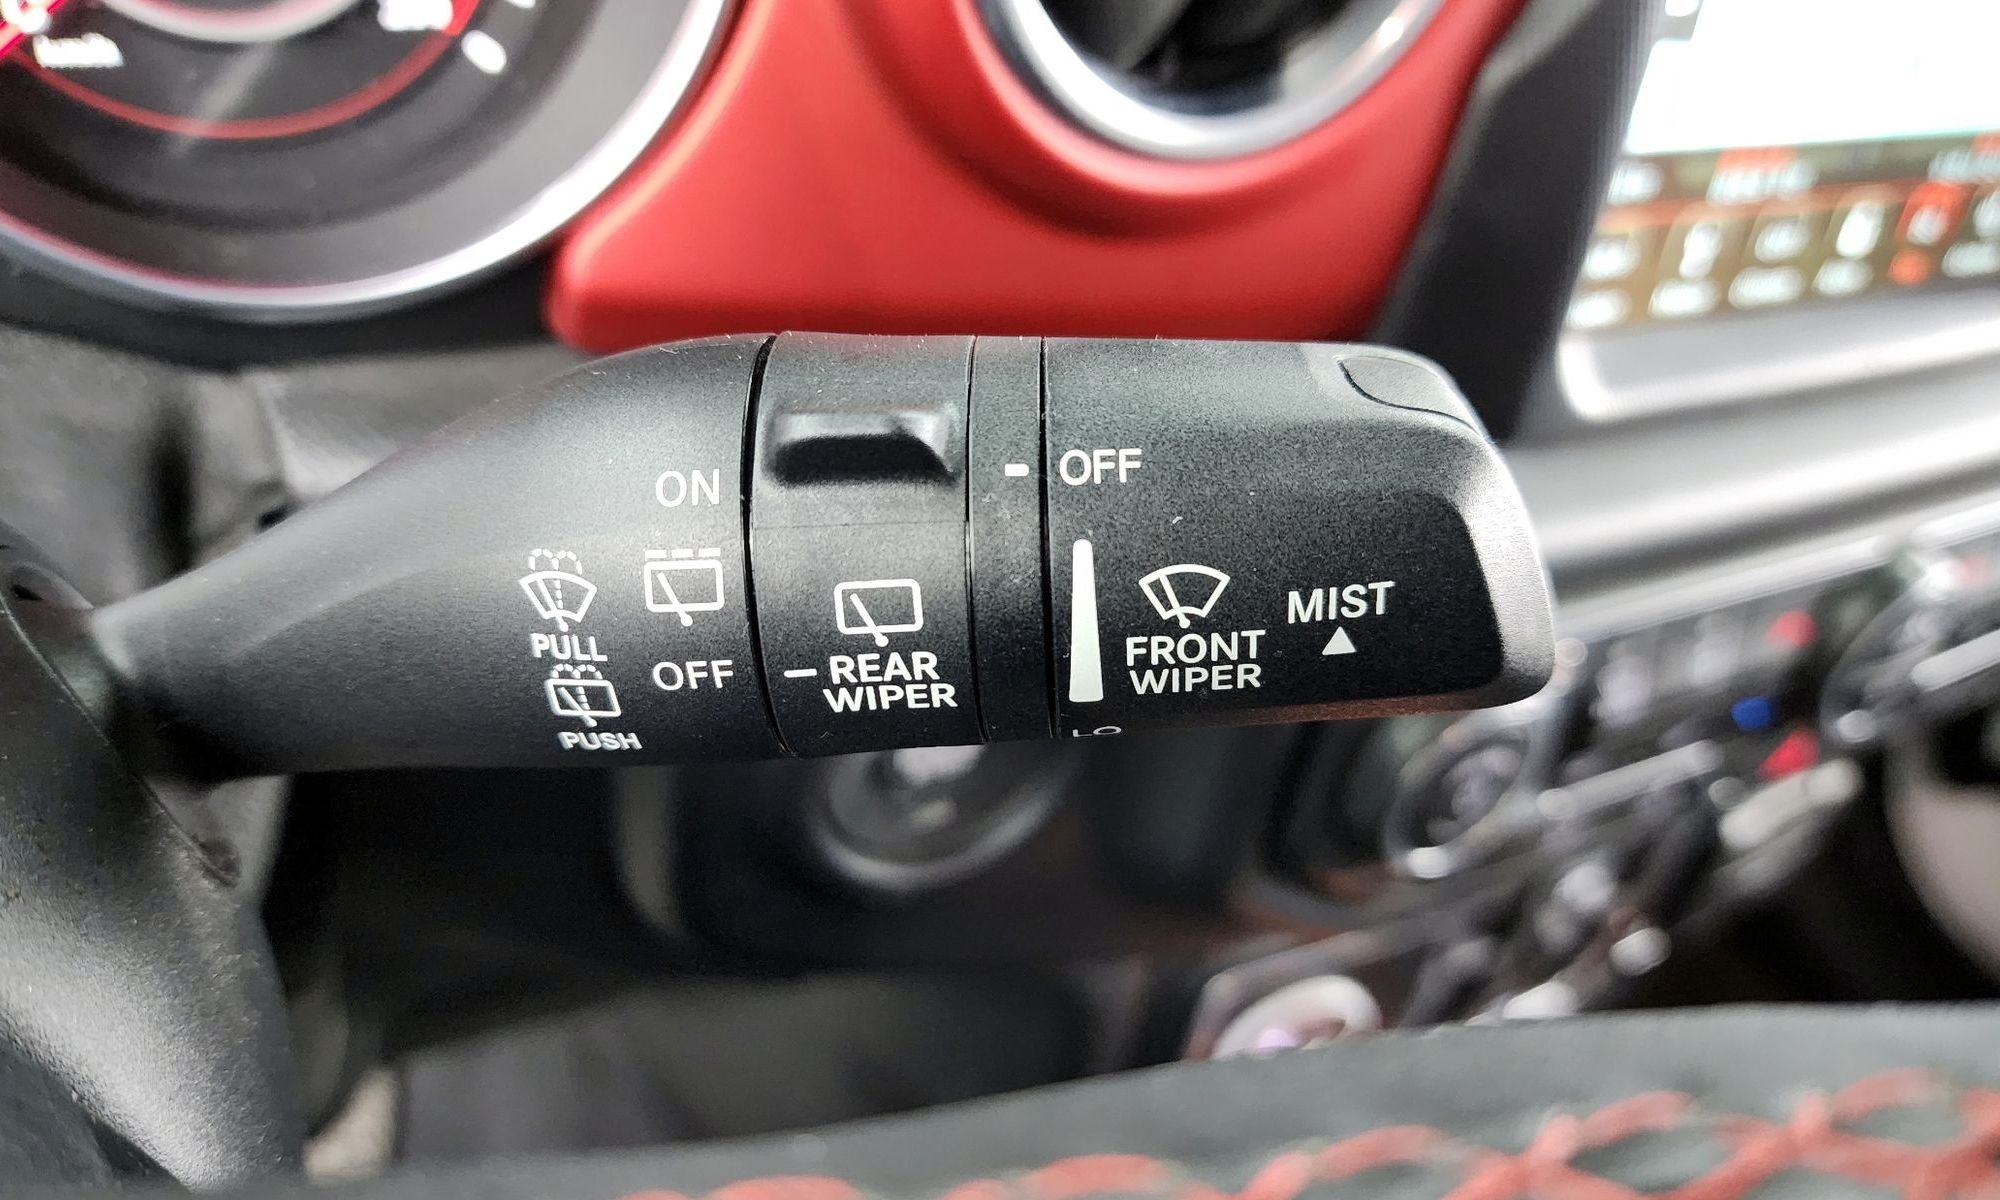 ON
PULL
OFF
PUSH
REAR
WIPER
OFF
FRONT
WIPER
MIST
LO